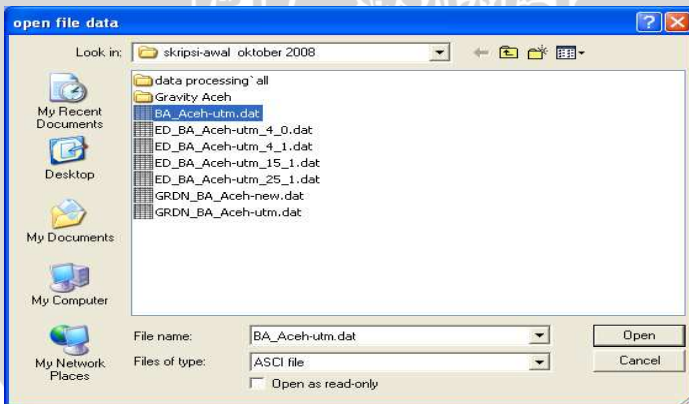 open file data
Look in: skripsi-awal oktober 2008
data processing`all
Gravity Aceh
BA_Aceh-utm.dat
ED_BA_Aceh-utm_4_0.dat
ED_BA_Aceh-utm_4_1.dat
ED_BA_Aceh-utm_15_1.dat
ED_BA_Aceh-utm_25_1.dat
GRDN_BA_Aceh-new.dat
GRDN_BA_Aceh-utm.dat
My Recent
Documents
Desktop
My Documents
My Computer
My Network
Places
File name: BA_Aceh-utm.dat Open
Files of type: ASCI file Cancel
Open as read-only